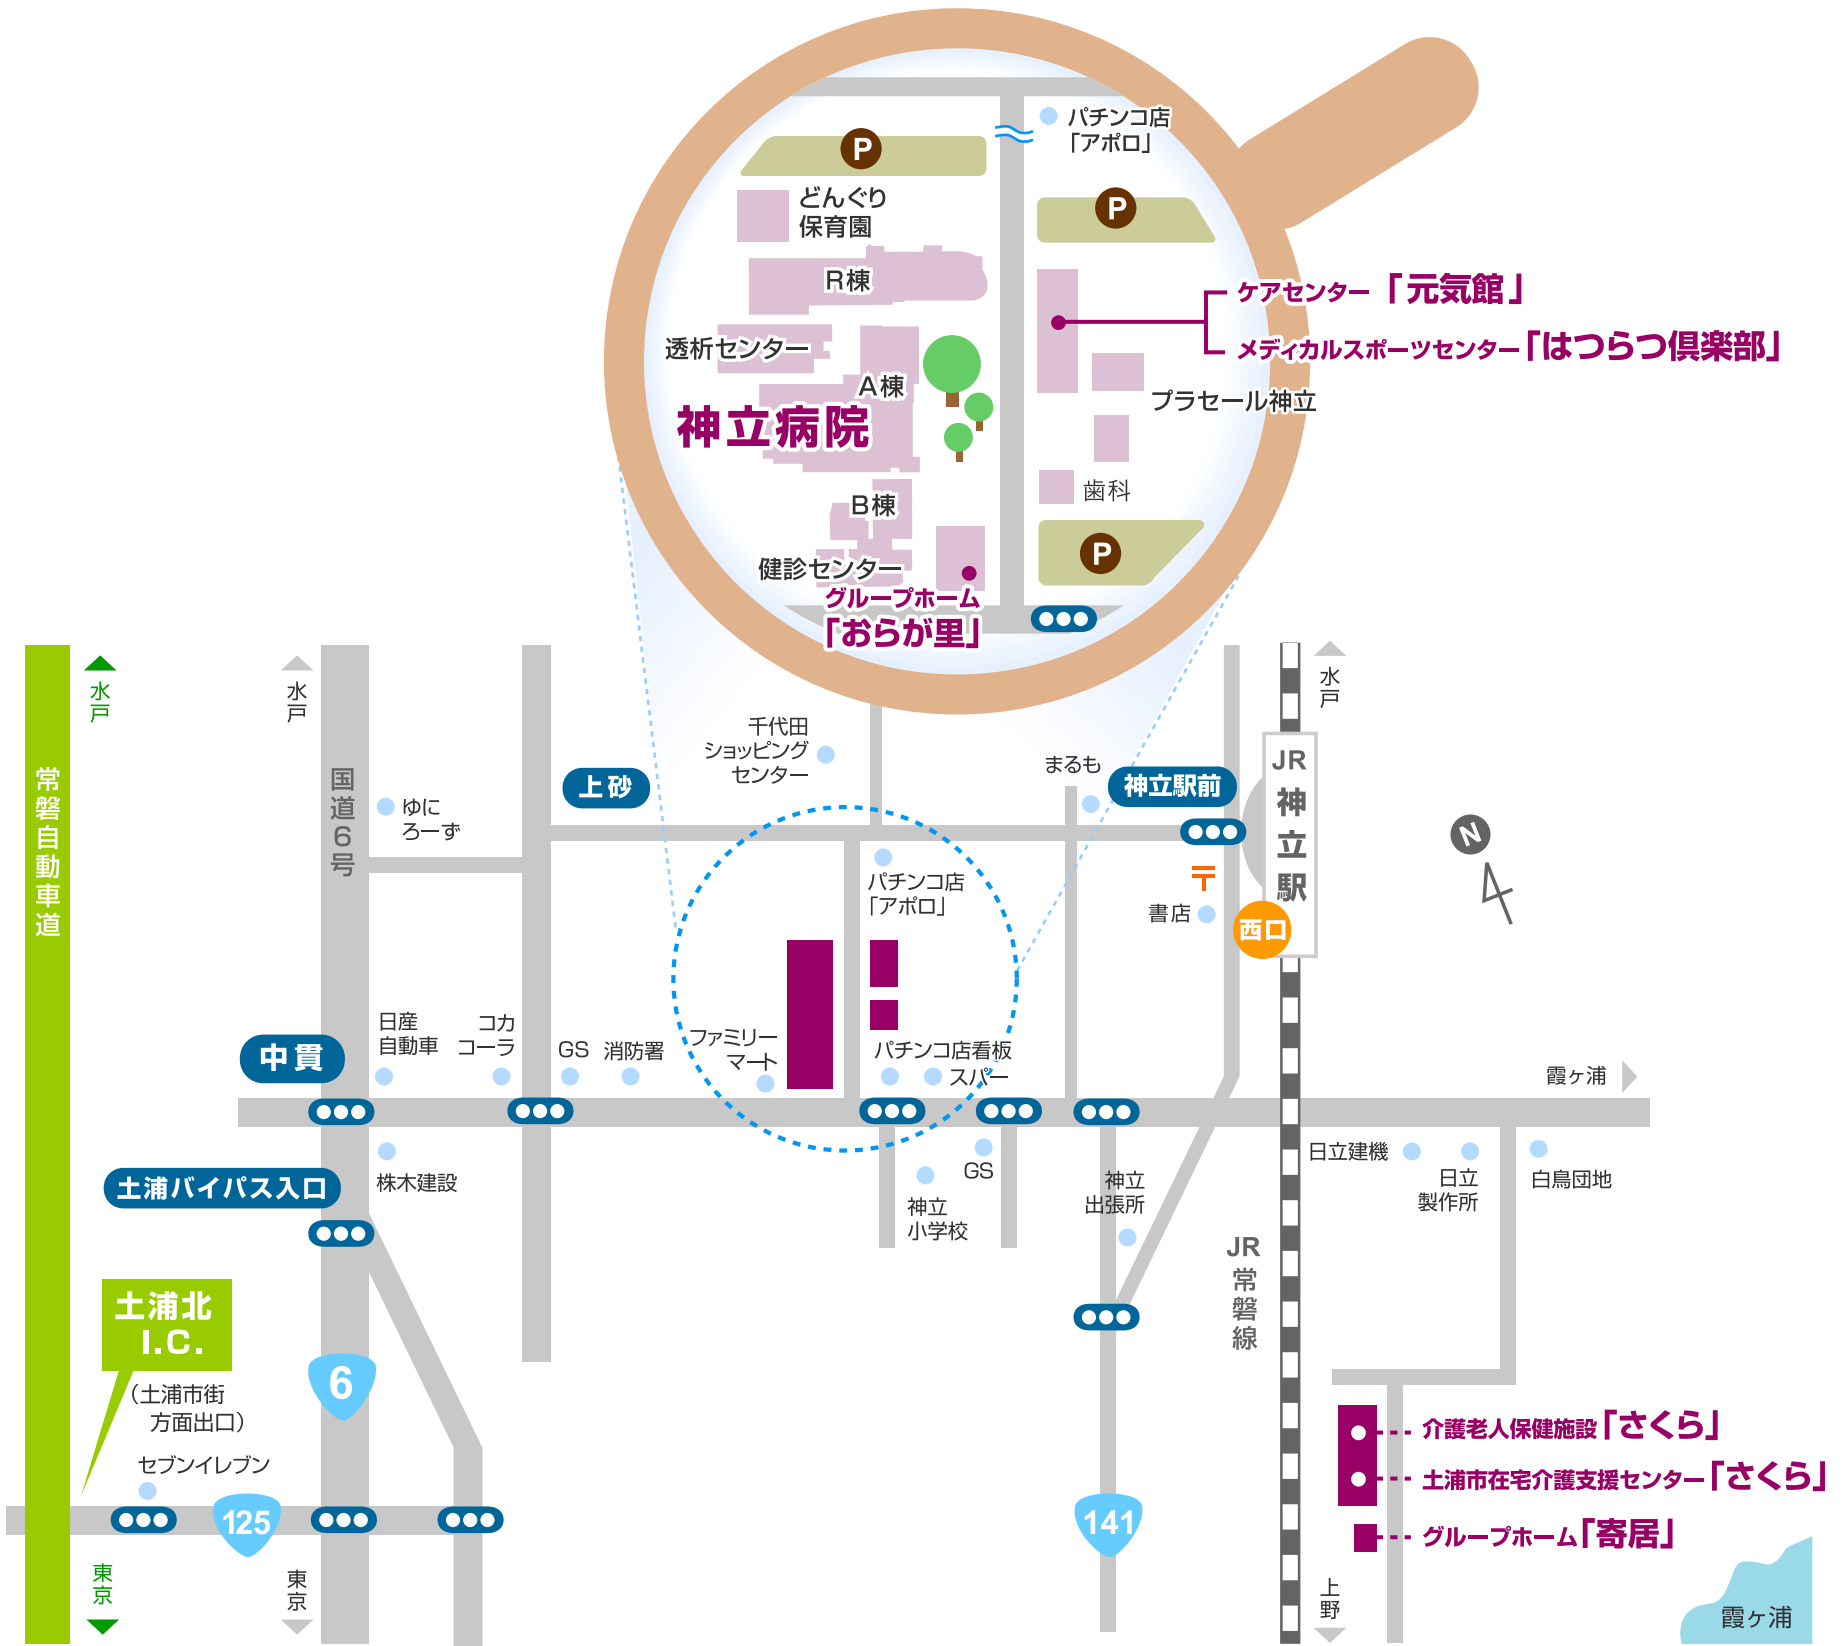 P
パチンコ店
「アポロ」
どんぐり
保育園
P
R棟
ケアセンター「元気館」
透析センター
メディカルスポーツセンター「はつらつ倶楽部」
A棟
プラセール神立
神立病院
歯科
B棟
P
健診センター
グループホーム
「おらが里」
水戸
水戸
水戸
常磐自動車道
国道6号
千代田
ショッピング
センター
まるも
上砂
神立駅前
JR
神立駅
ゆに
ろーず
N
パチンコ店
「アポロ」
〒
書店
西口
日産
自動車
コカ
コーラ
GS
消防署
ファミリー
マート
パチンコ店看板
スパー
中貫
霞ヶ浦
株木建設
土浦バイパス入口
GS
神立
小学校
神立
出張所
日立建機
日立
製作所
白鳥団地
JR
常磐線
土浦北
I.C.
(土浦市街
方面出口)
6
セブンイレブン
125
141
介護老人保健施設「さくら」
土浦市在宅介護支援センター「さくら」
グループホーム「寄居」
東京
東京
上野
霞ヶ浦